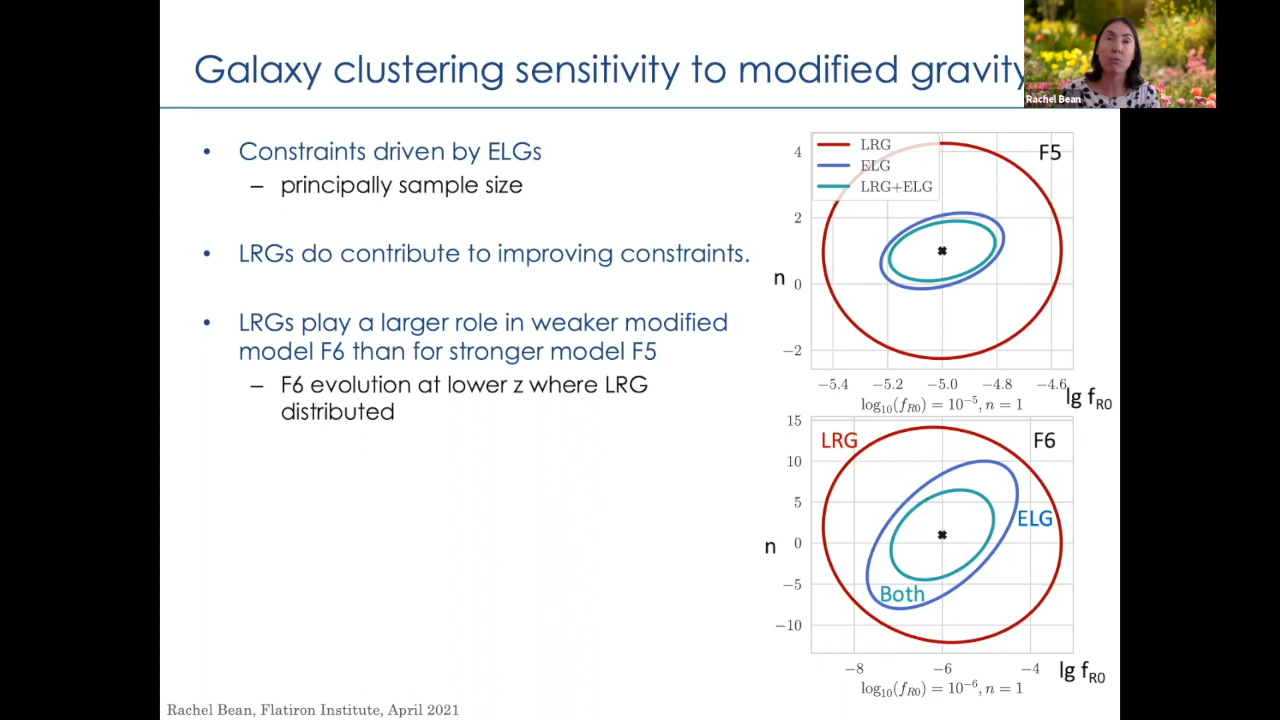 Galaxy clustering sensitivity to modified gravity
Rachel Bean
• Constraints driven by ELGs
– principally sample size
• LRGs do contribute to improving constraints.
• LRGs play a larger role in weaker modified
model F6 than for stronger model F5
– F6 evolution at lower z where LRG
distributed
LRG
ELG
LRG+ELG
F5
4
2
0
−2
n
−5.4 −5.2 −5.0 −4.8 −4.6
lg f_R0
log₁₀(f_R0) = 10⁻⁵, n = 1
LRG
F6
ELG
Both
15
10
5
0
−5
−10
n
−8 −6 −4
lg f_R0
log₁₀(f_R0) = 10⁻⁶, n = 1
Rachel Bean, Flatiron Institute, April 2021